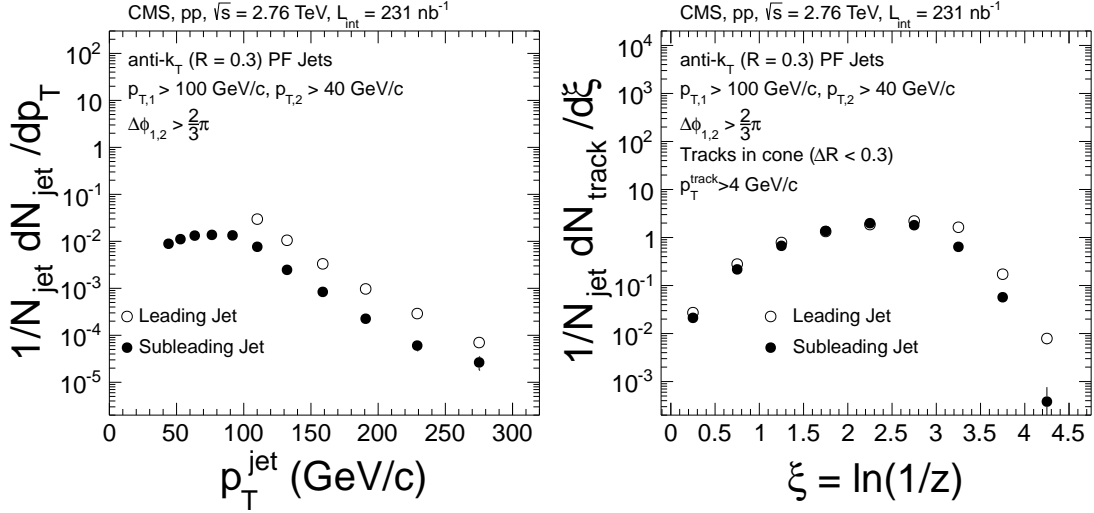 CMS, pp, √s = 2.76 TeV, L_int = 231 nb⁻¹
anti-k_T (R = 0.3) PF Jets
p_T,1 > 100 GeV/c, p_T,2 > 40 GeV/c
Δϕ_1,2 > 2/3 π
1/N_jet dN_jet /dp_T
10²
10
1
10⁻¹
10⁻²
10⁻³
10⁻⁴
10⁻⁵
Leading Jet
Subleading Jet
0 50 100 150 200 250 300
p_T^jet (GeV/c)
CMS, pp, √s = 2.76 TeV, L_int = 231 nb⁻¹
anti-k_T (R = 0.3) PF Jets
p_T,1 > 100 GeV/c, p_T,2 > 40 GeV/c
Δϕ_1,2 > 2/3 π
Tracks in cone (ΔR < 0.3)
p_T^track >4 GeV/c
1/N_jet dN_track /dξ
10⁴
10³
10²
10
1
10⁻¹
10⁻²
10⁻³
Leading Jet
Subleading Jet
0 0.5 1 1.5 2 2.5 3 3.5 4 4.5
ξ = ln(1/z)